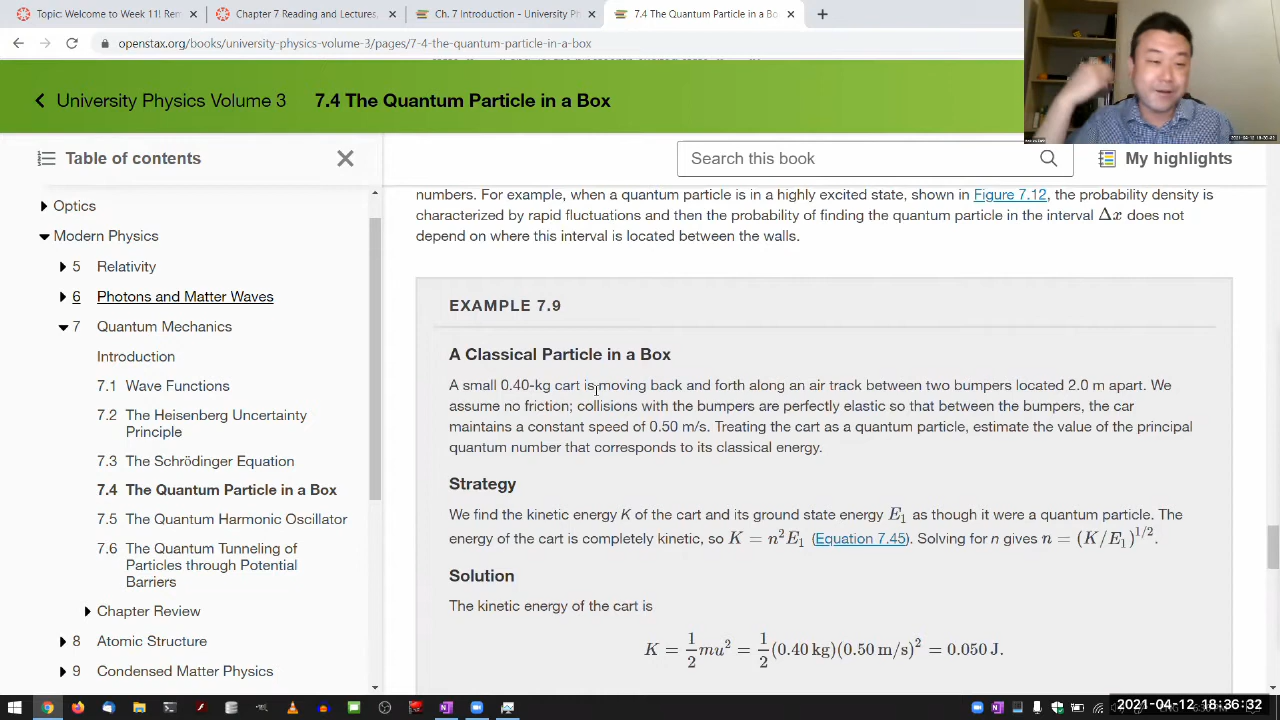 Topic: Welcome to Week 11! Rem
Chapter 7 Reading and Lectures,
Ch. 7 Introduction - University Ph
7.4 The Quantum Particle in a Bo
openstax.org/books/university-physics-volume-3/pages/7-4-the-quantum-particle-in-a-box
University Physics Volume 3
7.4 The Quantum Particle in a Box
2021-04-12 18:36:32
Table of contents
Search this book
My highlights
Optics
Modern Physics
5 Relativity
6 Photons and Matter Waves
7 Quantum Mechanics
Introduction
7.1 Wave Functions
7.2 The Heisenberg Uncertainty
Principle
7.3 The Schrödinger Equation
7.4 The Quantum Particle in a Box
7.5 The Quantum Harmonic Oscillator
7.6 The Quantum Tunneling of
Particles through Potential
Barriers
Chapter Review
8 Atomic Structure
9 Condensed Matter Physics
numbers. For example, when a quantum particle is in a highly excited state, shown in Figure 7.12, the probability density is
characterized by rapid fluctuations and then the probability of finding the quantum particle in the interval Δx does not
depend on where this interval is located between the walls.
EXAMPLE 7.9
A Classical Particle in a Box
A small 0.40-kg cart is moving back and forth along an air track between two bumpers located 2.0 m apart. We
assume no friction; collisions with the bumpers are perfectly elastic so that between the bumpers, the car
maintains a constant speed of 0.50 m/s. Treating the cart as a quantum particle, estimate the value of the principal
quantum number that corresponds to its classical energy.
Strategy
We find the kinetic energy K of the cart and its ground state energy E₁ as though it were a quantum particle. The
energy of the cart is completely kinetic, so K = n²E₁ (Equation 7.45). Solving for n gives n = (K/E₁)^1/2.
Solution
The kinetic energy of the cart is
K = 1/2 mu² = 1/2 (0.40 kg)(0.50 m/s)² = 0.050 J.